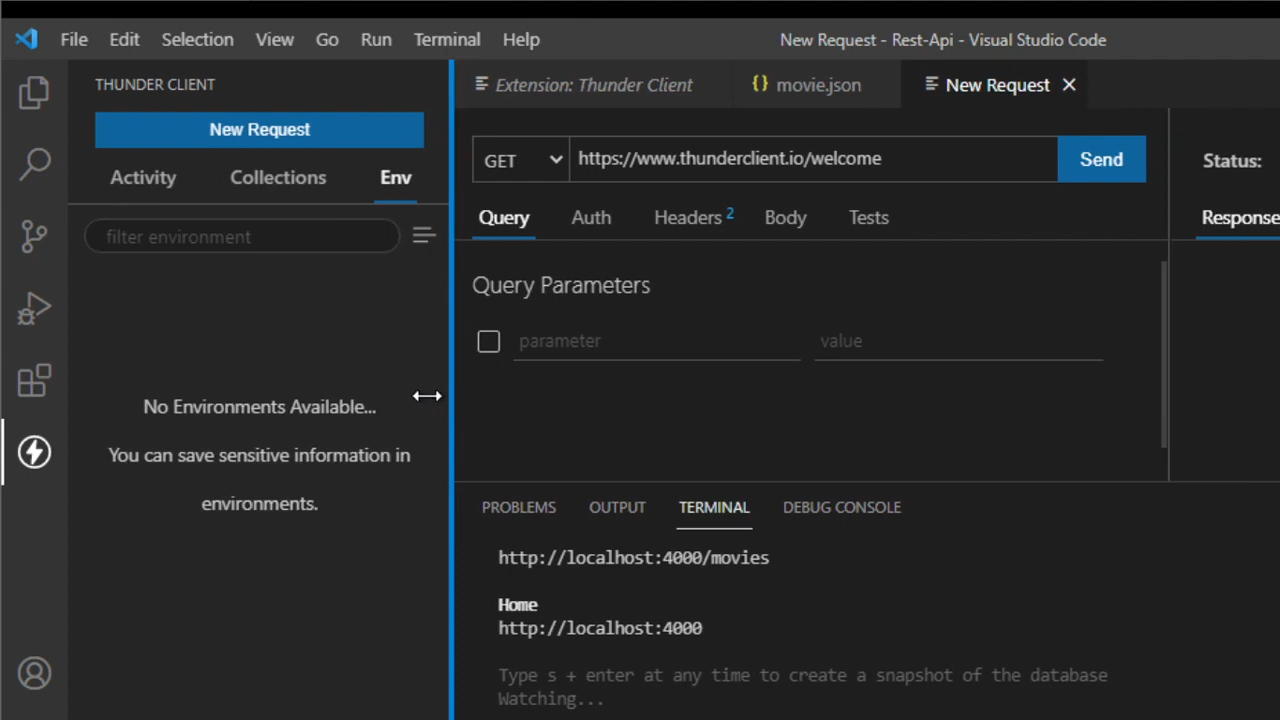 File Edit Selection View Go Run Terminal Help New Request - Rest-Api - Visual Studio Code
THUNDER CLIENT
New Request
Activity Collections Env
filter environment
No Environments Available...
You can save sensitive information in
environments.
Extension: Thunder Client {} movie.json New Request
GET https://www.thunderclient.io/welcome Send
Query Auth Headers 2 Body Tests
Query Parameters
parameter value
Status:
Response
PROBLEMS OUTPUT TERMINAL DEBUG CONSOLE
http://localhost:4000/movies
Home
http://localhost:4000
Type s + enter at any time to create a snapshot of the database
Watching...